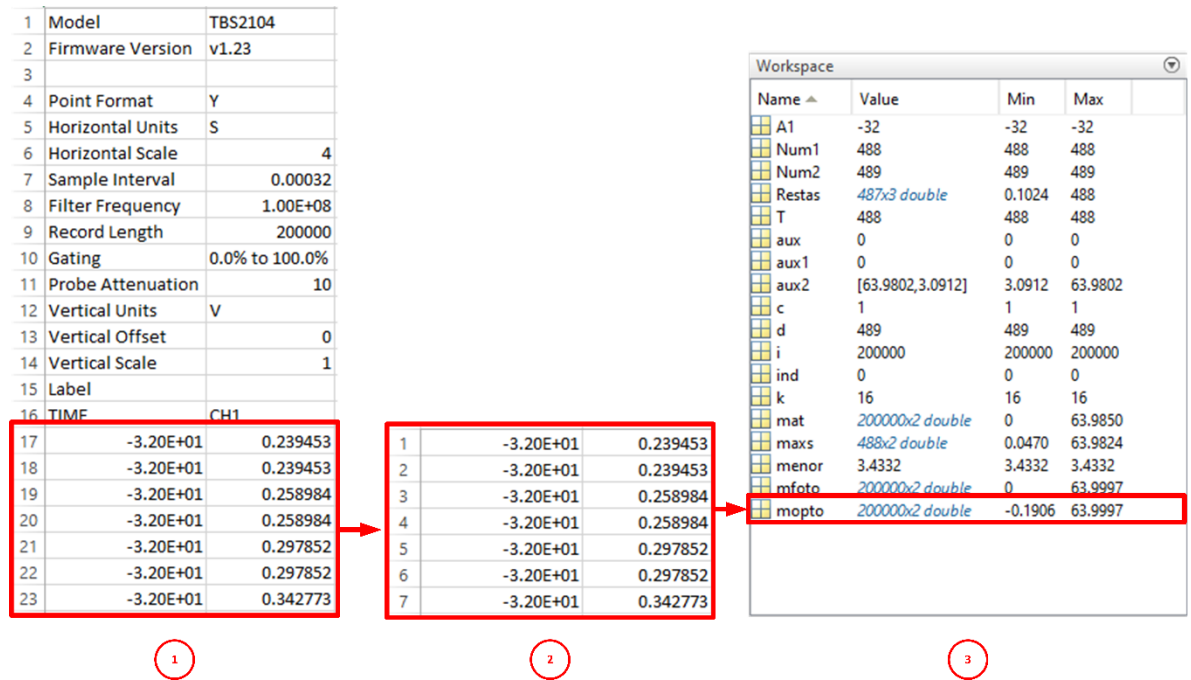 1 Model TBS2104
2 Firmware Version v1.23
3
4 Point Format Y
5 Horizontal Units S
6 Horizontal Scale 4
7 Sample Interval 0.00032
8 Filter Frequency 1.00E+08
9 Record Length 200000
10 Gating 0.0% to 100.0%
11 Probe Attenuation 10
12 Vertical Units V
13 Vertical Offset 0
14 Vertical Scale 1
15 Label
16 TIME CH1
17 -3.20E+01 0.239453
18 -3.20E+01 0.239453
19 -3.20E+01 0.258984
20 -3.20E+01 0.258984
21 -3.20E+01 0.297852
22 -3.20E+01 0.297852
23 -3.20E+01 0.342773
1
1 -3.20E+01 0.239453
2 -3.20E+01 0.239453
3 -3.20E+01 0.258984
4 -3.20E+01 0.258984
5 -3.20E+01 0.297852
6 -3.20E+01 0.297852
7 -3.20E+01 0.342773
2
Workspace
Name Value Min Max
A1 -32 -32 -32
Num1 488 488 488
Num2 489 489 489
Restas 487x3 double 0.1024 488
T 488 488 488
aux 0 0 0
aux1 0 0 0
aux2 [63.9802,3.0912] 3.0912 63.9802
c 1 1 1
d 489 489 489
i 200000 200000 200000
ind 0 0 0
k 16 16 16
mat 200000x2 double 0 63.9850
maxs 488x2 double 0.0470 63.9824
menor 3.4332 3.4332 3.4332
mfoto 200000x2 double 0 63.9997
mopto 200000x2 double -0.1906 63.9997
3